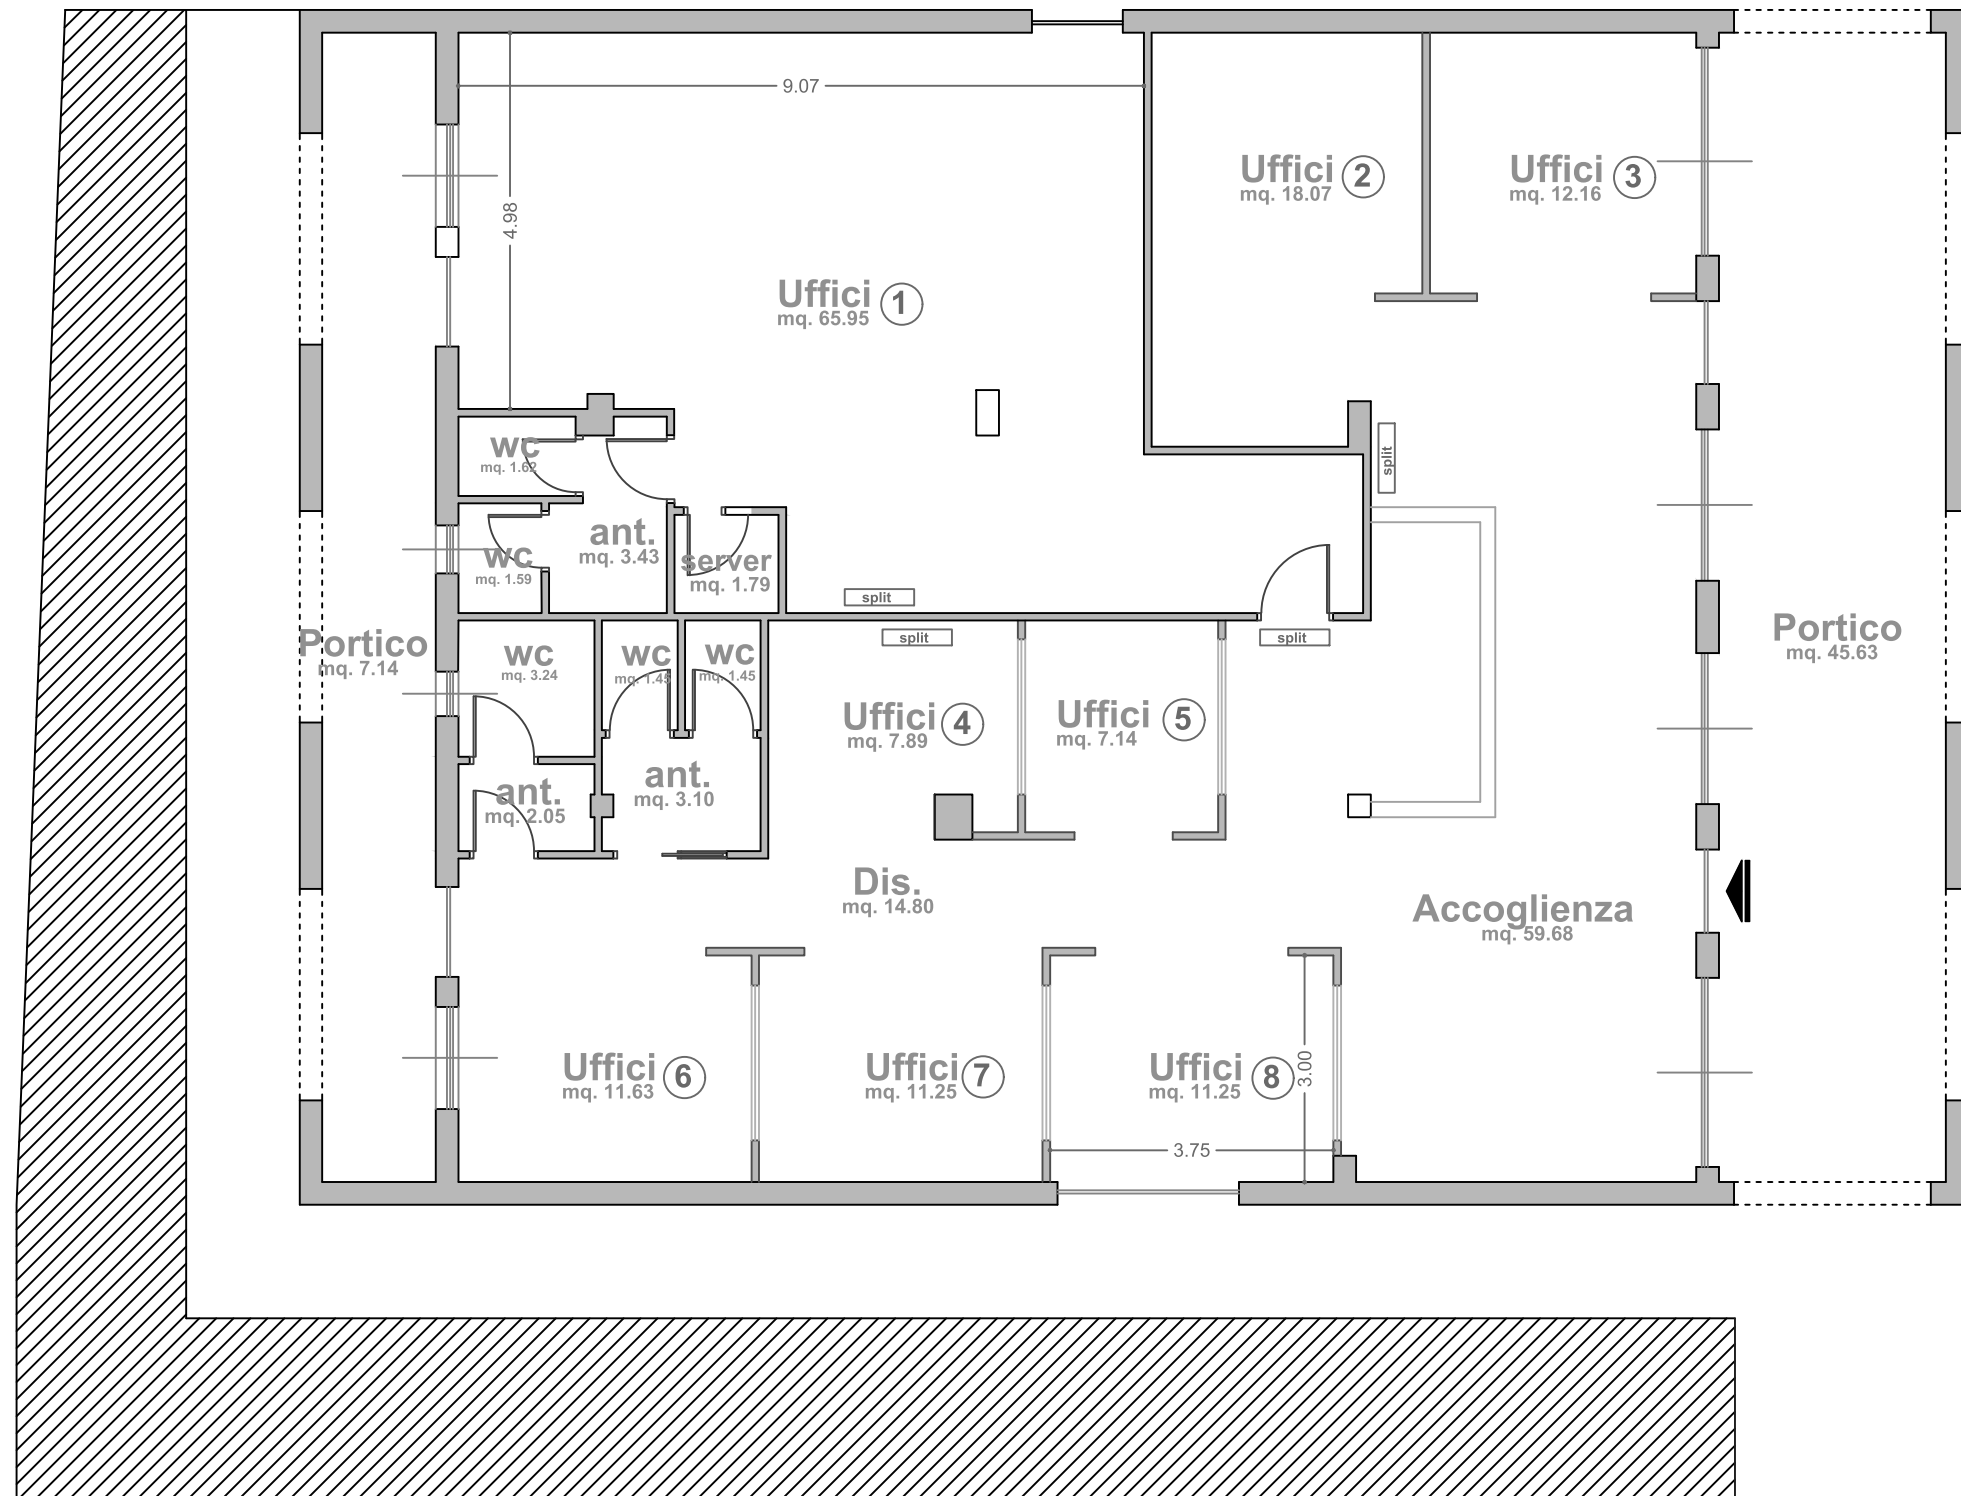 9.07
4.98
Uffici 1
mq. 65.95
Uffici 2
mq. 18.07
Uffici 3
mq. 12.16
wc
mq. 1.62
wc
mq. 1.59
ant.
mq. 3.43
server
mq. 1.79
split
split
split
split
Portico
mq. 7.14
wc
mq. 3.24
wc
mq. 1.45
wc
mq. 1.45
Uffici 4
mq. 7.89
Uffici 5
mq. 7.14
Portico
mq. 45.63
ant.
mq. 2.05
ant.
mq. 3.10
Dis.
mq. 14.80
Accoglienza
mq. 59.68
Uffici 6
mq. 11.63
Uffici 7
mq. 11.25
Uffici 8
mq. 11.25
3.00
3.75